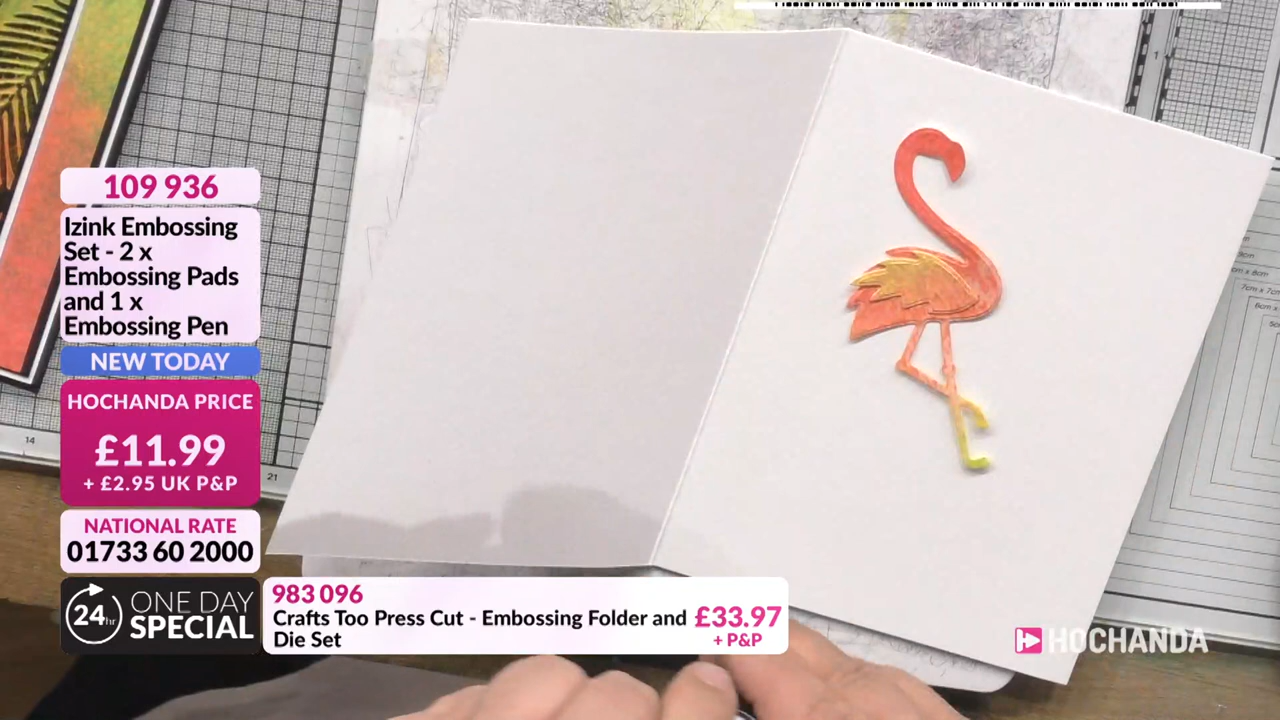 109 936
Izink Embossing
Set - 2 x
Embossing Pads
and 1 x
Embossing Pen
NEW TODAY
HOCHANDA PRICE
£11.99
+ £2.95 UK P&P
NATIONAL RATE
01733 60 2000
24hr
ONE DAY
SPECIAL
983 096
Crafts Too Press Cut - Embossing Folder and
Die Set
£33.97
+ P&P
HOCHANDA
14
21